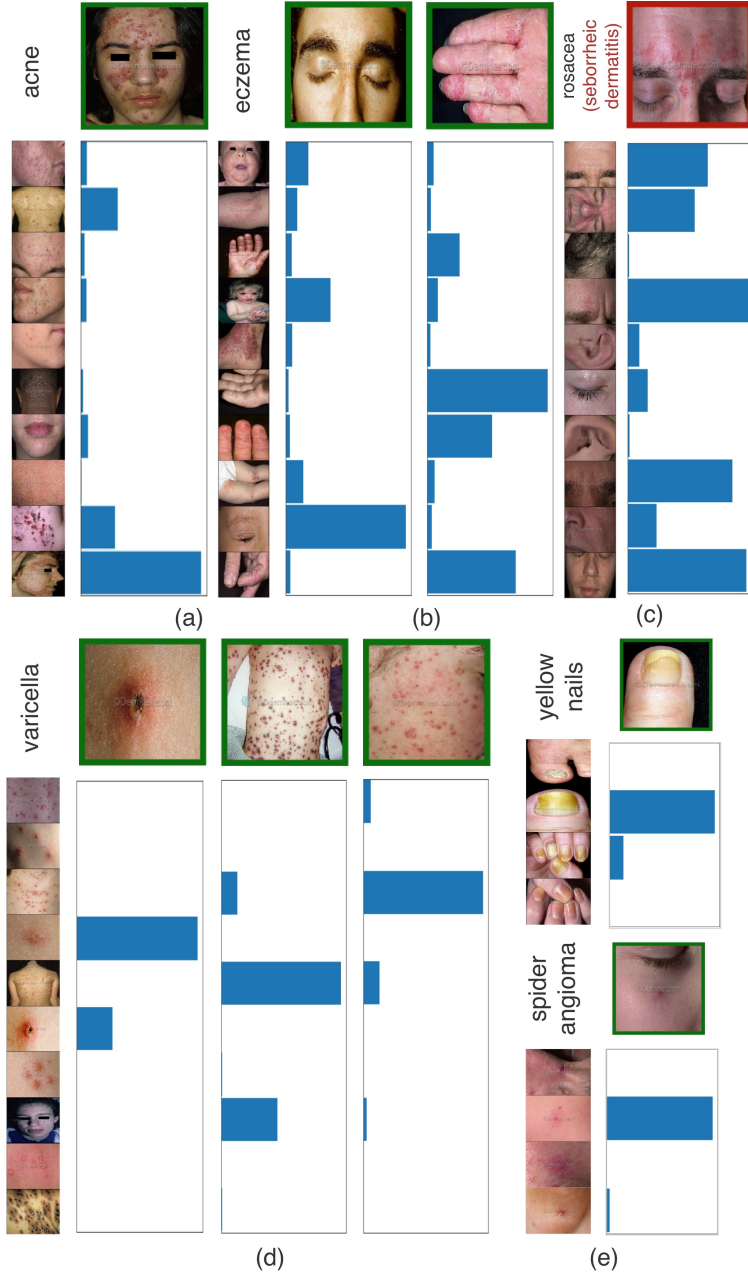 acne
eczema
rosacea
(seborrheic
dermatitis)
(a)
(b)
(c)
varicella
yellow
nails
spider
angioma
(d)
(e)